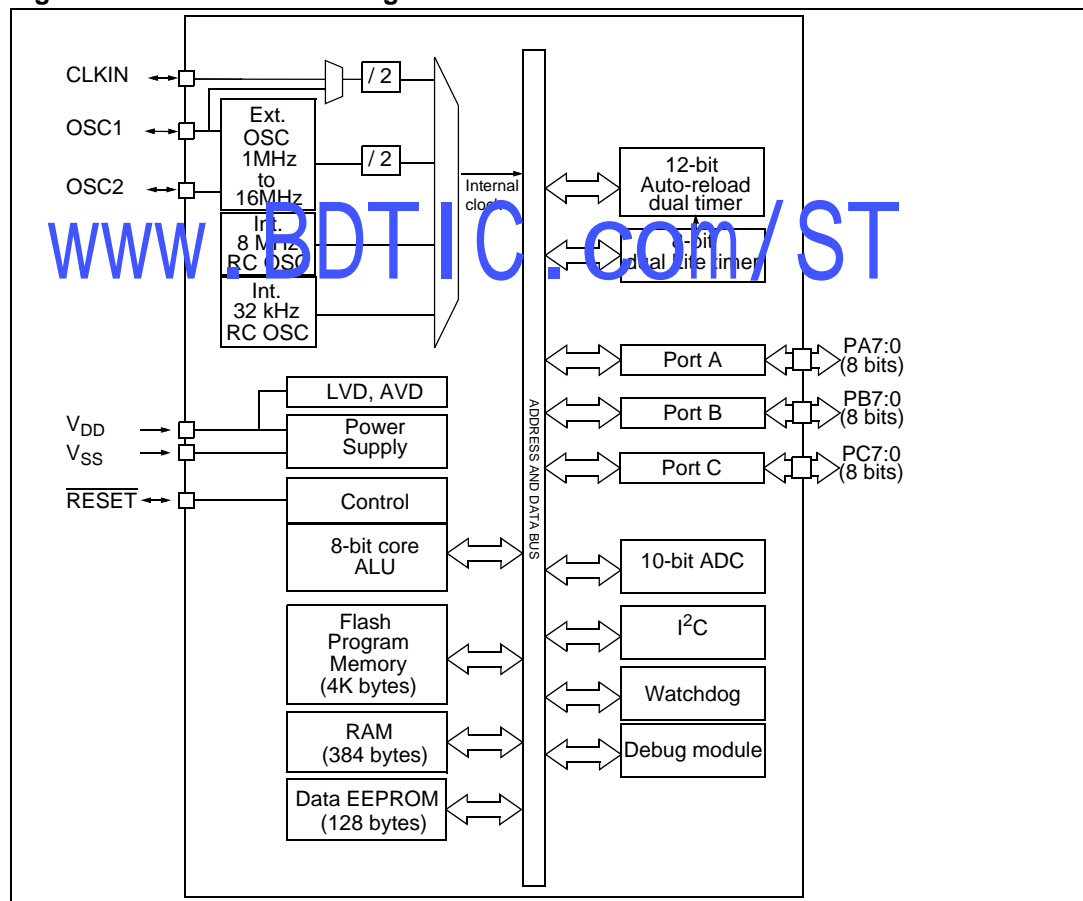 CLKIN
/ 2
OSC1
Ext.
OSC
1MHz
to
16MHz
/ 2
OSC2
Internal
clock
Int.
8 MHz
RC OSC
Int.
32 kHz
RC OSC
www.BDTIC.com/ST
12-bit
Auto-reload
dual timer
8-bit
dual Lite timer
LVD, AVD
Power
Supply
VDD
VSS
RESET
Control
8-bit core
ALU
Flash
Program
Memory
(4K bytes)
RAM
(384 bytes)
Data EEPROM
(128 bytes)
ADDRESS AND DATA BUS
Port A
PA7:0
(8 bits)
Port B
PB7:0
(8 bits)
Port C
PC7:0
(8 bits)
10-bit ADC
I2C
Watchdog
Debug module